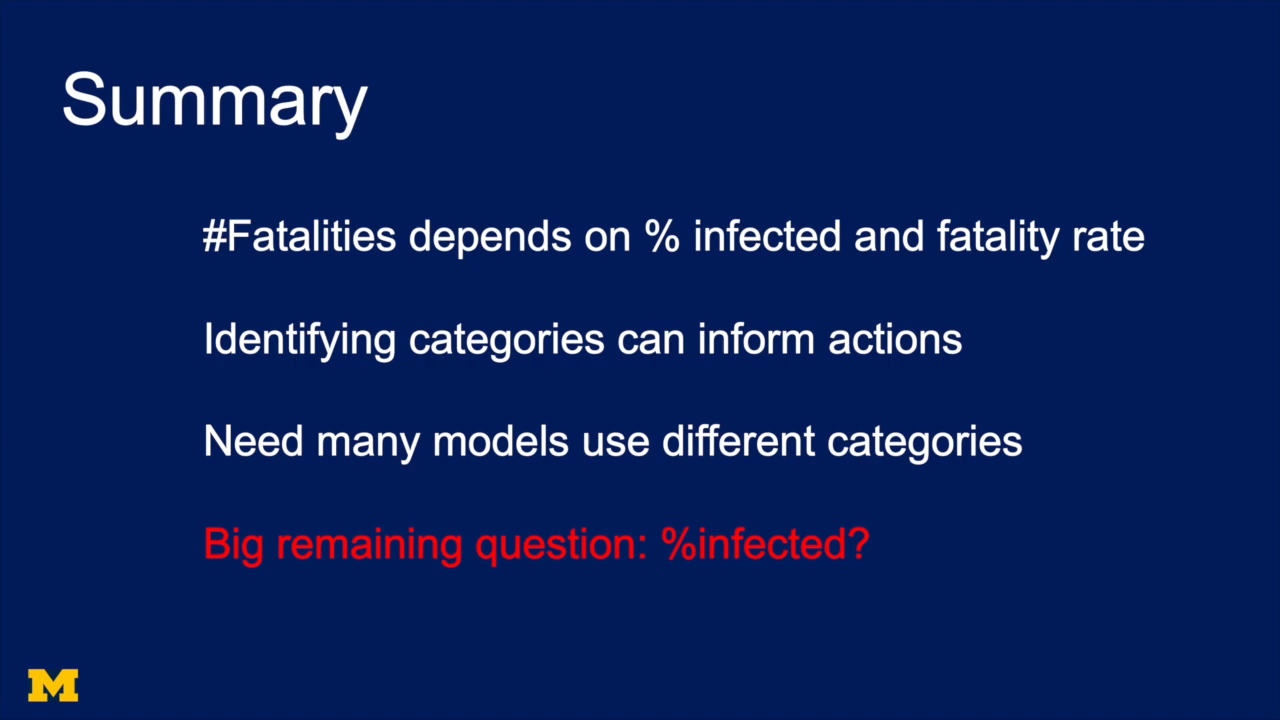 Summary
#Fatalities depends on % infected and fatality rate
Identifying categories can inform actions
Need many models use different categories
Big remaining question: %infected?
M